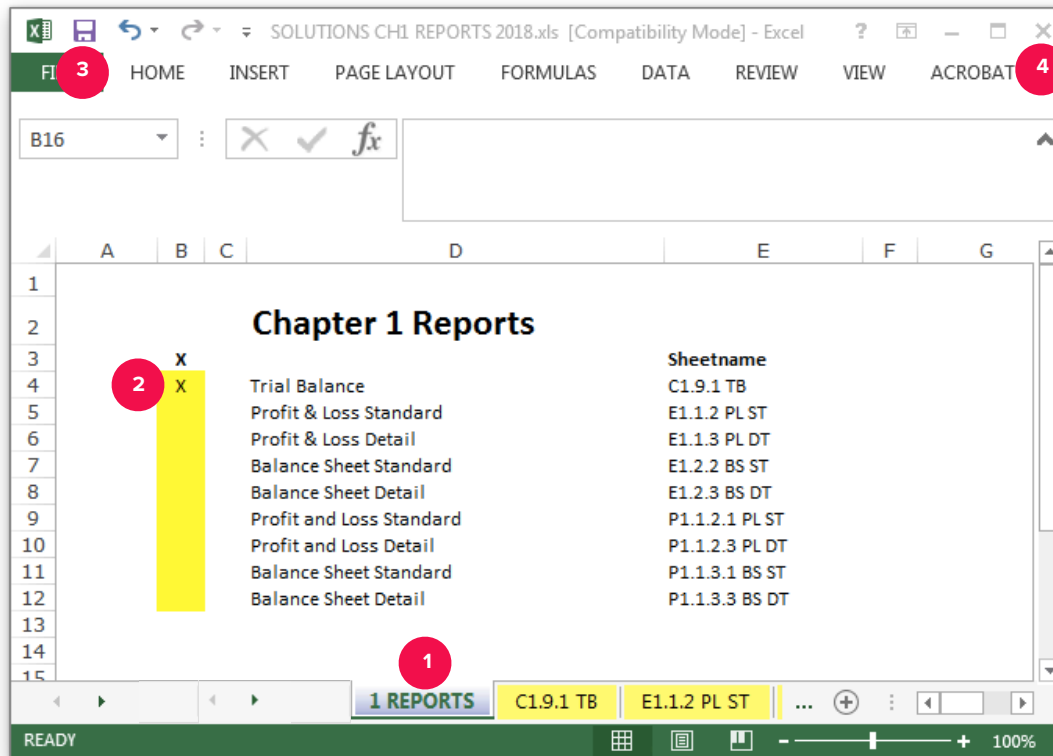 SOLUTIONS CH1 REPORTS 2018.xls [Compatibility Mode] - Excel ?
3 HOME INSERT PAGE LAYOUT FORMULAS DATA REVIEW VIEW ACROBAT 4
B16 fx
A B C D E F G
1
2 Chapter 1 Reports
3 X Sheetname
4 2 X Trial Balance C1.9.1 TB
5 Profit & Loss Standard E1.1.2 PL ST
6 Profit & Loss Detail E1.1.3 PL DT
7 Balance Sheet Standard E1.2.2 BS ST
8 Balance Sheet Detail E1.2.3 BS DT
9 Profit and Loss Standard P1.1.2.1 PL ST
10 Profit and Loss Detail P1.1.2.3 PL DT
11 Balance Sheet Standard P1.1.3.1 BS ST
12 Balance Sheet Detail P1.1.3.3 BS DT
13
14
15
1
1 REPORTS C1.9.1 TB E1.1.2 PL ST ...
READY 100%